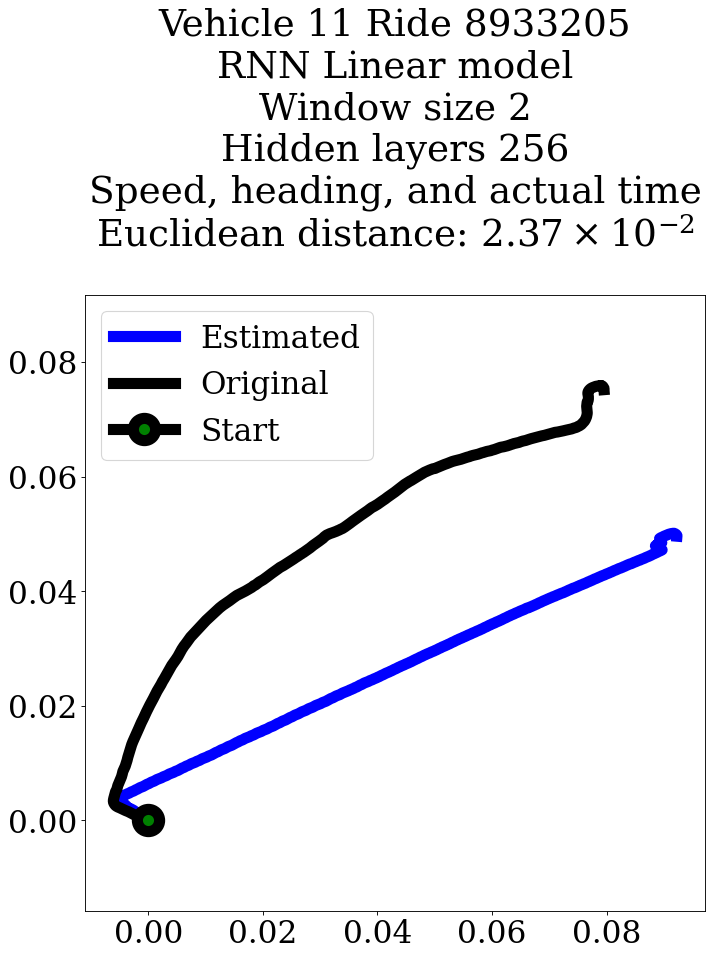 Vehicle 11 Ride 8933205
RNN Linear model
Window size 2
Hidden layers 256
Speed, heading, and actual time
Euclidean distance: 2.37 × 10⁻²
Estimated
Original
Start
0.08
0.06
0.04
0.02
0.00
0.00 0.02 0.04 0.06 0.08